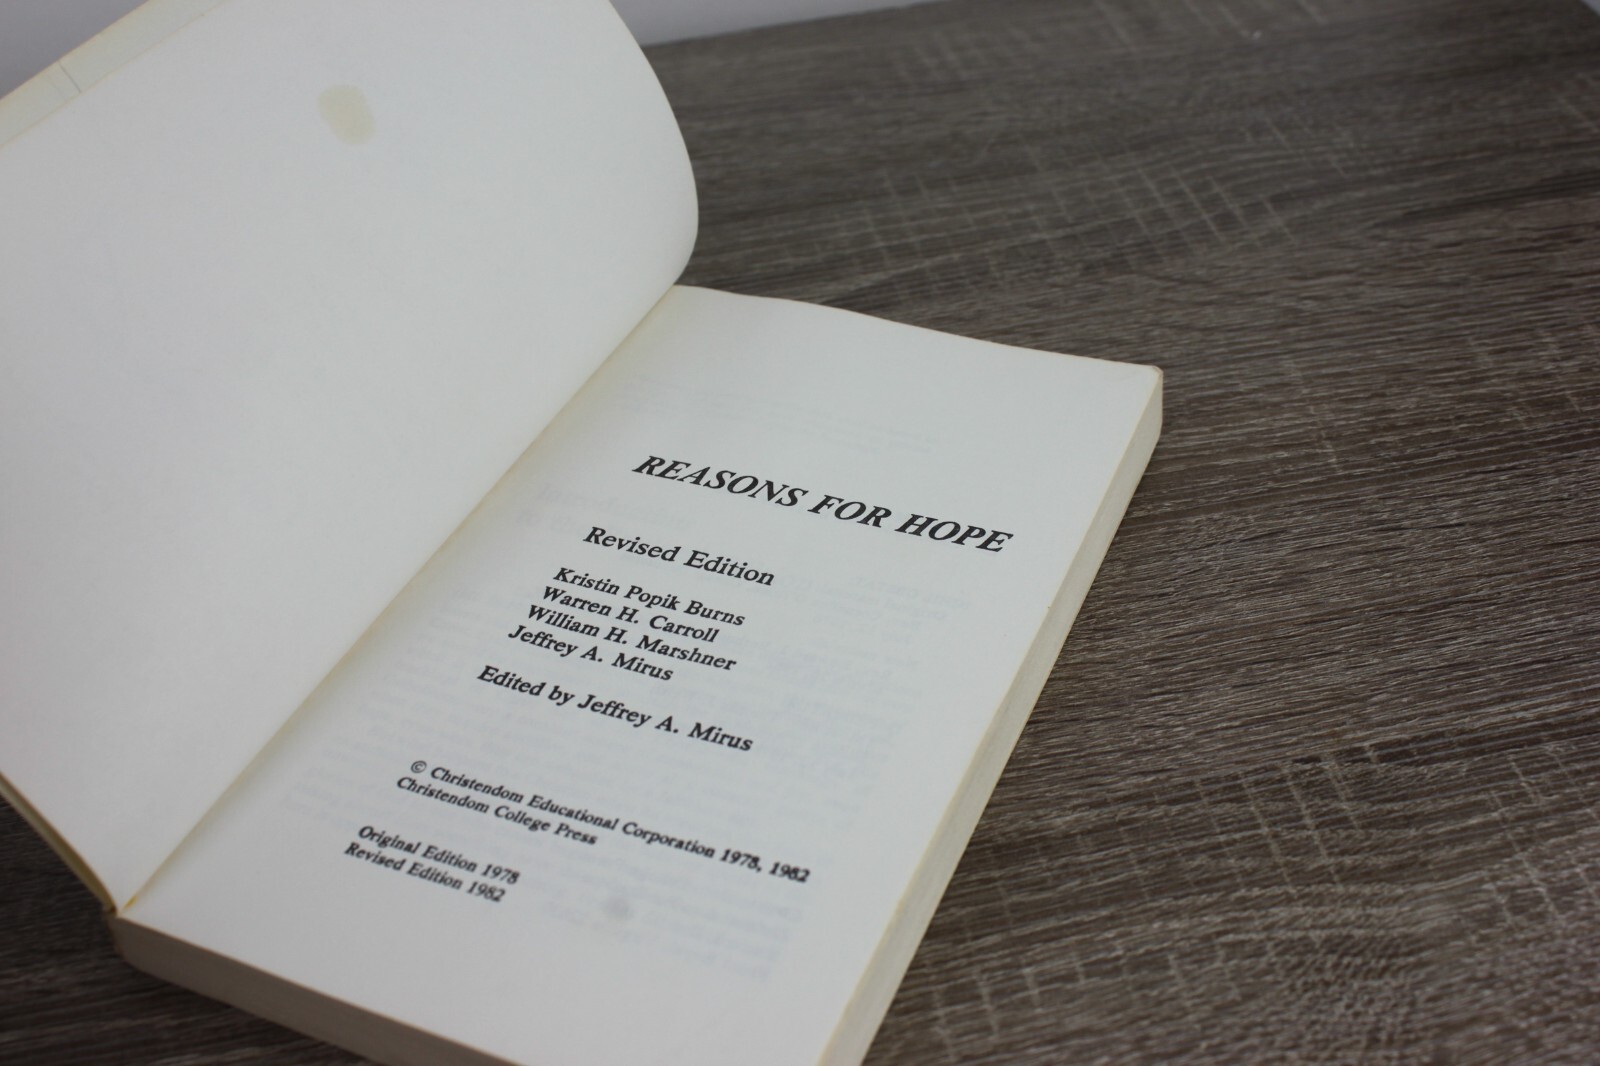 REASONS FOR HOPE
Revised Edition
Kristin Popik Burns
Warren H. Carroll
William H. Marshner
Jeffrey A. Mirus
Edited by Jeffrey A. Mirus
© Christendom Educational Corporation 1978, 1982
Christendom College Press
Original Edition 1978
Revised Edition 1982